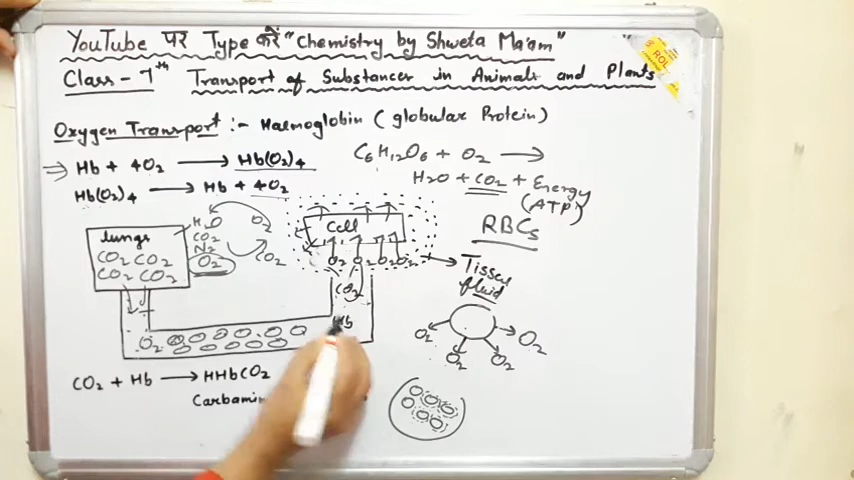 YouTube पर Type करें "Chemistry by Shweta Ma'am"
Class - 7th Transport of Substances in Animals and Plants
Oxygen Transport :- Haemoglobin (globular Protein)
⇒ Hb + 4O₂ ⟶ Hb(O₂)₄
Hb(O₂)₄ ⟶ Hb + 4O₂
C₆H₁₂O₆ + O₂ ⟶
H₂O + CO₂ + Energy
(ATP)
RBCs
lungs
CO₂ CO₂
CO₂ CO₂
H₂O
CO₂
N₂
O₂
O₂
CO₂
Cell
O₂ O₂ O₂ O₂
CO₂
Tissue
fluid
Hb
O₂
O₂
O₂ O₂ O₂
CO₂ + Hb ⟶ HHbCO₂
ROL